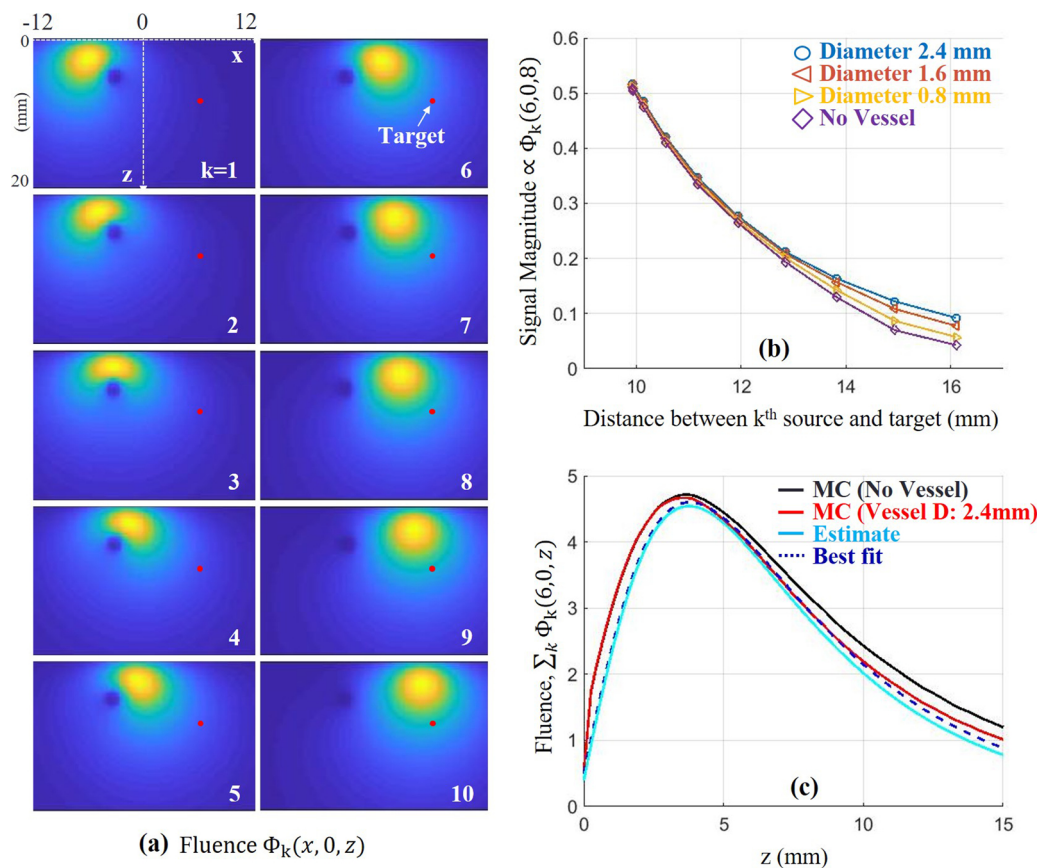 -12 0 12
0
x
(mm)
Target
20
z
k=1
6
2
7
3
8
4
9
5
10
(a) Fluence Φk(x, 0, z)
0.6
0.5
0.4
0.3
0.2
0.1
0
Signal Magnitude ∝ Φk(6,0,8)
Diameter 2.4 mm
Diameter 1.6 mm
Diameter 0.8 mm
No Vessel
(b)
10 12 14 16
Distance between kth source and target (mm)
5
4
3
2
1
0
Fluence, ∑k Φk(6,0,z)
MC (No Vessel)
MC (Vessel D: 2.4mm)
Estimate
Best fit
(c)
0 5 10 15
z (mm)